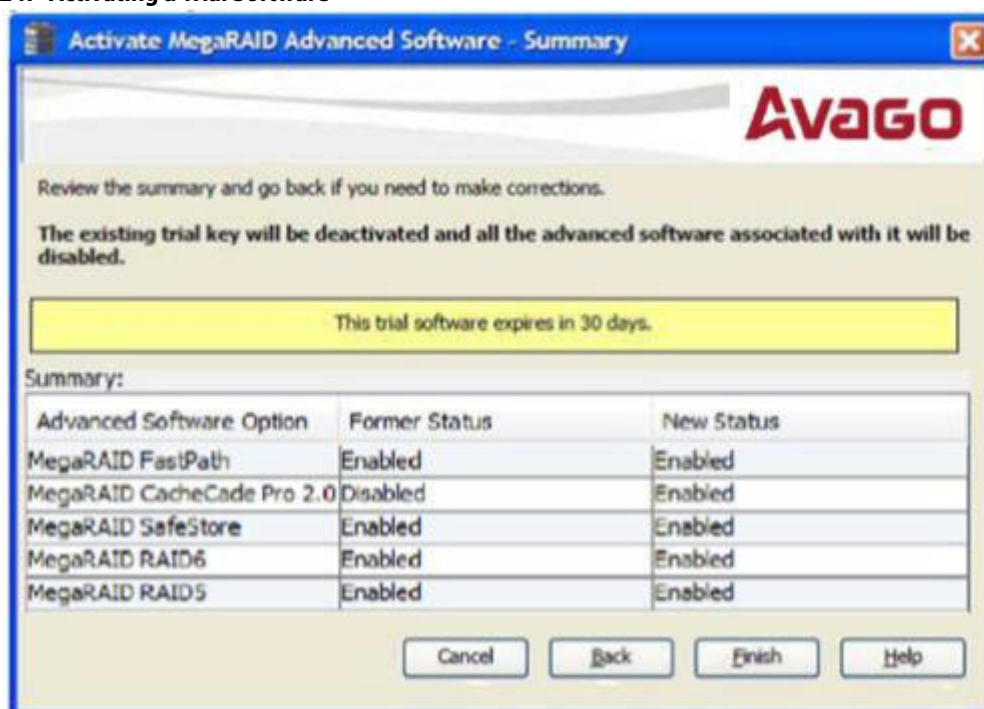 Activating a Trial Software
Activate MegaRAID Advanced Software - Summary
AVAGO
Review the summary and go back if you need to make corrections.
The existing trial key will be deactivated and all the advanced software associated with it will be
disabled.
This trial software expires in 30 days.
Summary:
Advanced Software Option Former Status New Status
MegaRAID FastPath Enabled Enabled
MegaRAID CacheCade Pro 2.0 Disabled Enabled
MegaRAID SafeStore Enabled Enabled
MegaRAID RAID6 Enabled Enabled
MegaRAID RAID5 Enabled Enabled
Cancel Back Finish Help